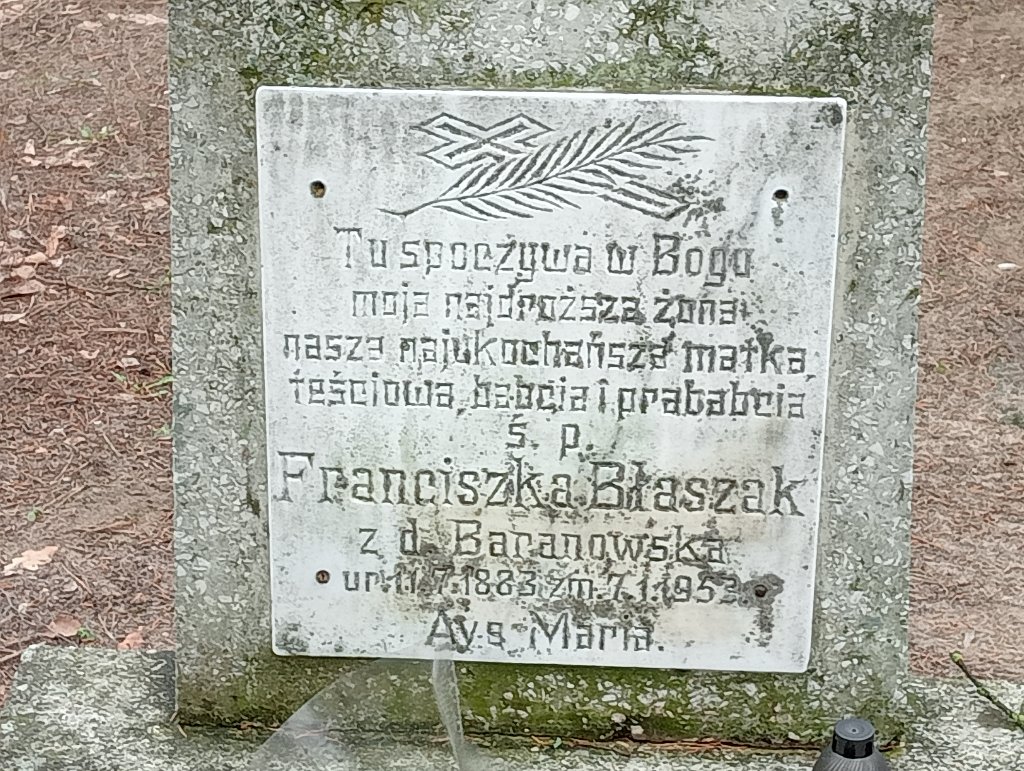 Tu spoczywa w Bogo
moja najdroższa żona
nasza najukochańsza matka,
teściowa, babcia i prababcia
ś. p.
Franciszka Błaszak
z d. Baranowska
ur. 11.7.1883 zm. 7.1.1953
Ave Maria.